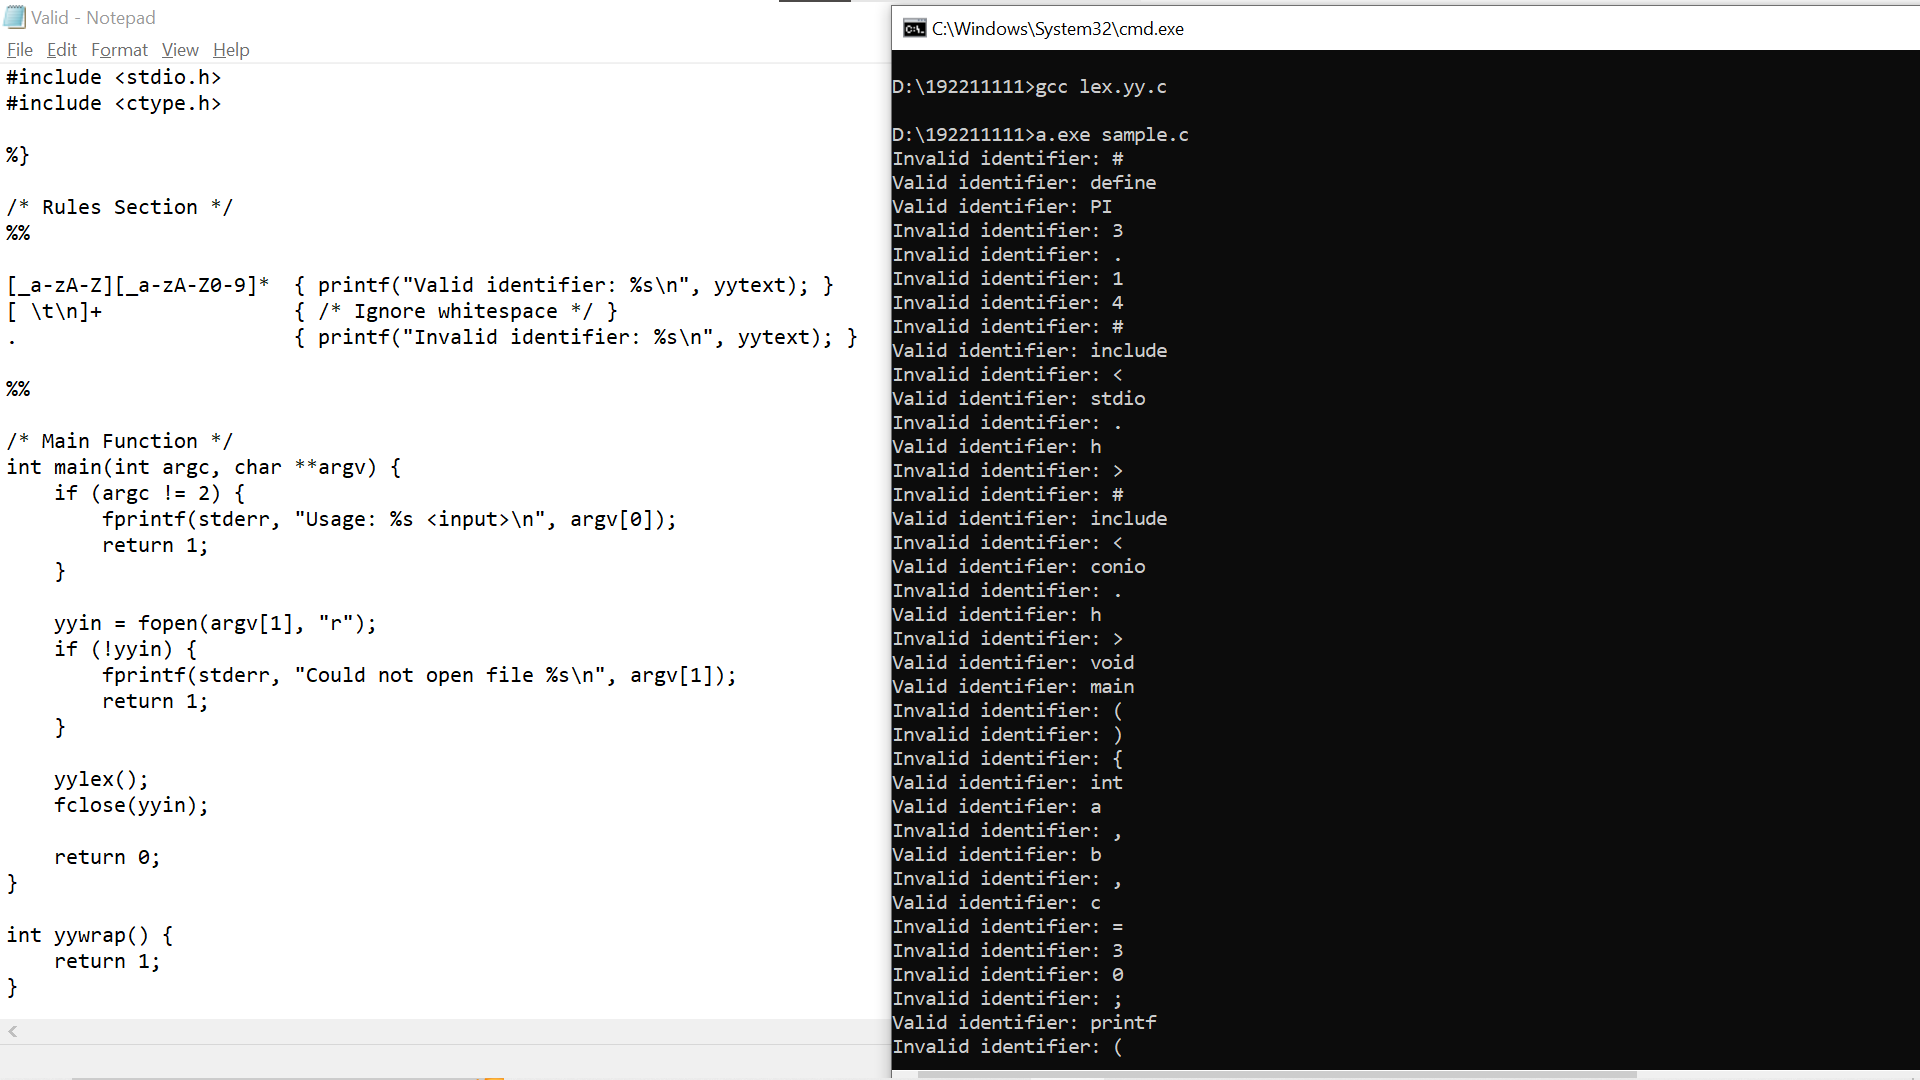 Valid - Notepad
File Edit Format View Help
#include <stdio.h>
#include <ctype.h>
%}
/* Rules Section */
%%
[_a-zA-Z][_a-zA-Z0-9]*  { printf("Valid identifier: %s\n", yytext); }
[ \t\n]+                { /* Ignore whitespace */ }
.                       { printf("Invalid identifier: %s\n", yytext); }
%%
/* Main Function */
int main(int argc, char **argv) {
    if (argc != 2) {
        fprintf(stderr, "Usage: %s <input>\n", argv[0]);
        return 1;
    }
    yyin = fopen(argv[1], "r");
    if (!yyin) {
        fprintf(stderr, "Could not open file %s\n", argv[1]);
        return 1;
    }
    yylex();
    fclose(yyin);
    return 0;
}
int yywrap() {
    return 1;
}
C:\Windows\System32\cmd.exe
D:\192211111>gcc lex.yy.c
D:\192211111>a.exe sample.c
Invalid identifier: #
Valid identifier: define
Valid identifier: PI
Invalid identifier: 3
Invalid identifier: .
Invalid identifier: 1
Invalid identifier: 4
Invalid identifier: #
Valid identifier: include
Invalid identifier: <
Valid identifier: stdio
Invalid identifier: .
Valid identifier: h
Invalid identifier: >
Invalid identifier: #
Valid identifier: include
Invalid identifier: <
Valid identifier: conio
Invalid identifier: .
Valid identifier: h
Invalid identifier: >
Valid identifier: void
Valid identifier: main
Invalid identifier: (
Invalid identifier: )
Invalid identifier: {
Valid identifier: int
Valid identifier: a
Invalid identifier: ,
Valid identifier: b
Invalid identifier: ,
Valid identifier: c
Invalid identifier: =
Invalid identifier: 3
Invalid identifier: 0
Invalid identifier: ;
Valid identifier: printf
Invalid identifier: (